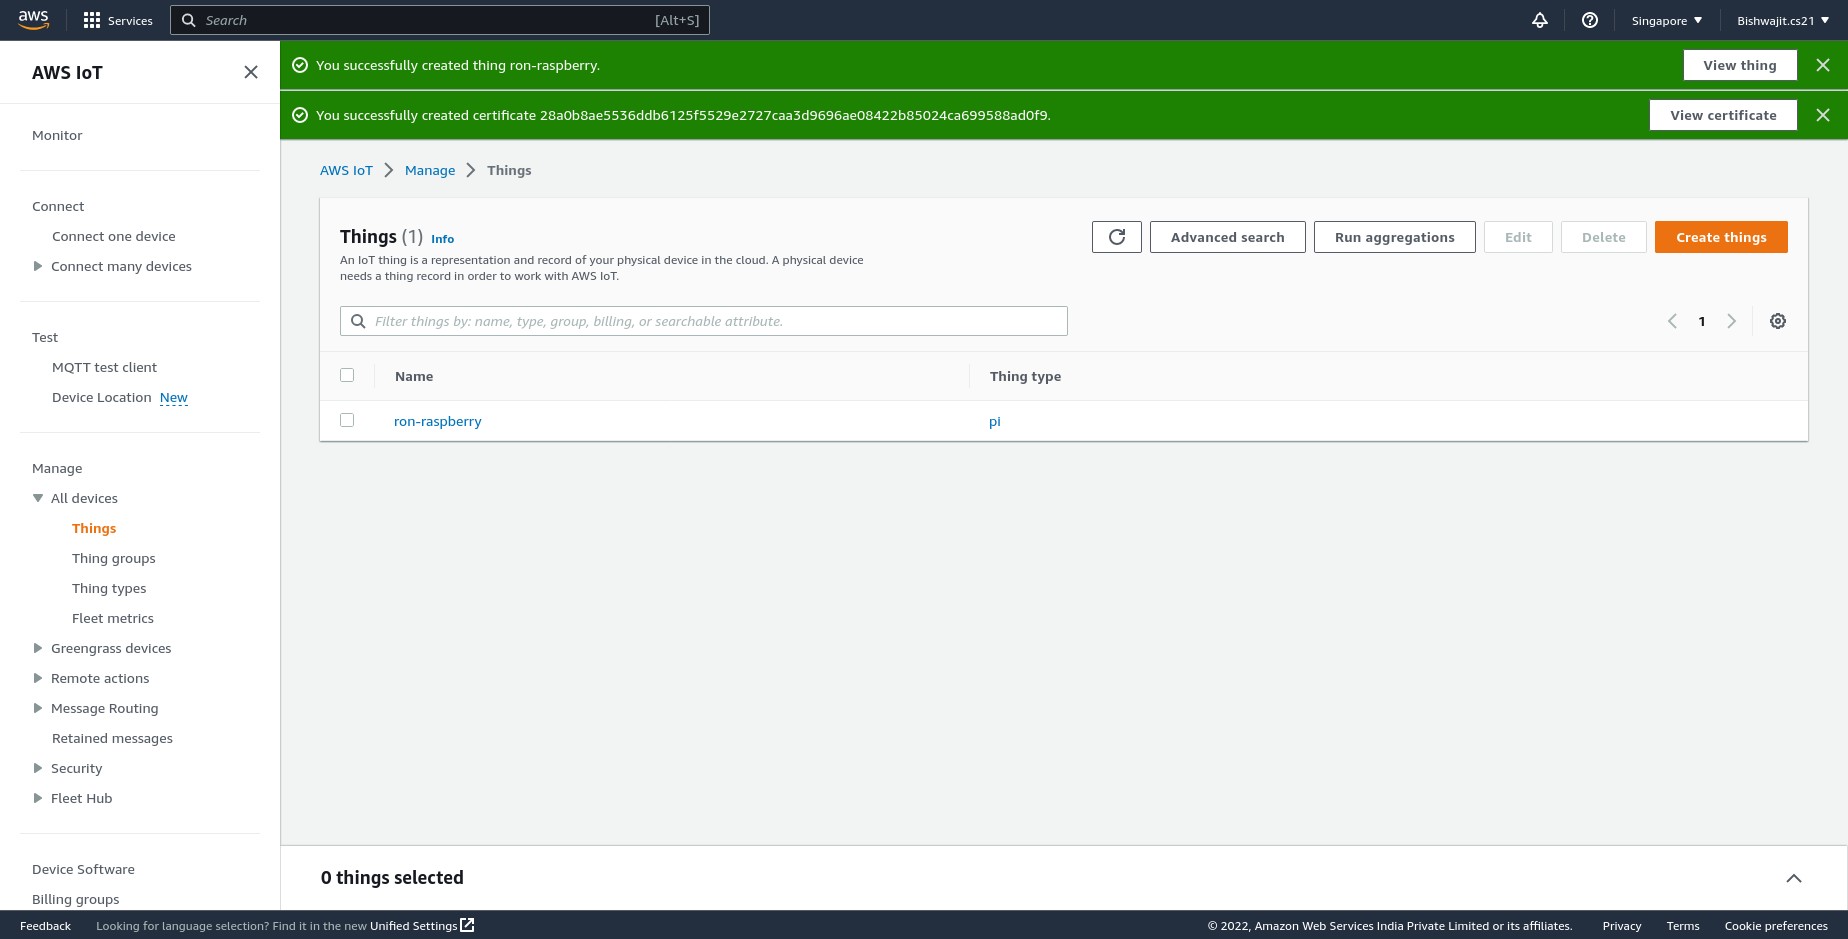 aws
Services
Search [Alt+S]
Singapore
Bishwajit.cs21
AWS IoT
Monitor
Connect
Connect one device
Connect many devices
Test
MQTT test client
Device Location New
Manage
All devices
Things
Thing groups
Thing types
Fleet metrics
Greengrass devices
Remote actions
Message Routing
Retained messages
Security
Fleet Hub
Device Software
Billing groups
You successfully created thing ron-raspberry.
View thing
You successfully created certificate 28a0b8ae5536ddb6125f5529e2727caa3d9696ae08422b85024ca699588ad0f9.
View certificate
AWS IoT Manage Things
Things (1) Info
An IoT thing is a representation and record of your physical device in the cloud. A physical device
needs a thing record in order to work with AWS IoT.
Advanced search Run aggregations Edit Delete Create things
Filter things by: name, type, group, billing, or searchable attribute.
1
Name Thing type
ron-raspberry pi
0 things selected
Feedback Looking for language selection? Find it in the new Unified Settings © 2022, Amazon Web Services India Private Limited or its affiliates. Privacy Terms Cookie preferences